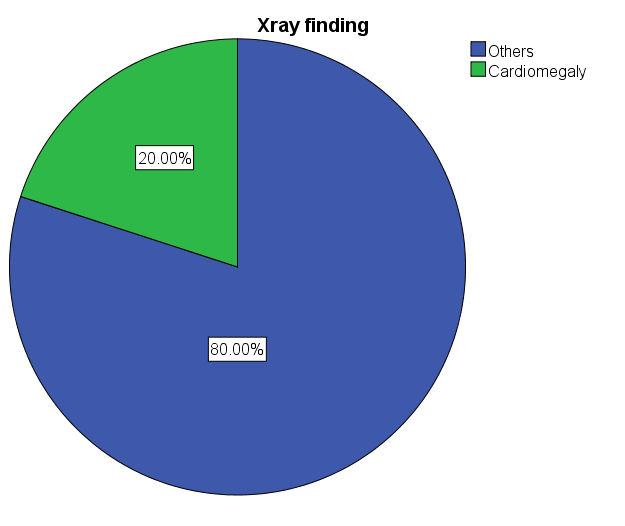 Xray finding
Others
Cardiomegaly
20.00%
80.00%